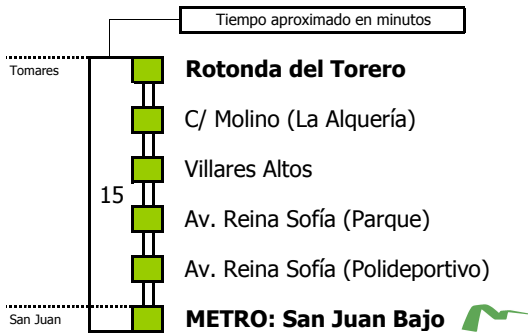 Tiempo aproximado en minutos
Tomares
Rotonda del Torero
C/ Molino (La Alquería)
Villares Altos
15
Av. Reina Sofía (Parque)
Av. Reina Sofía (Polideportivo)
San Juan
METRO: San Juan Bajo